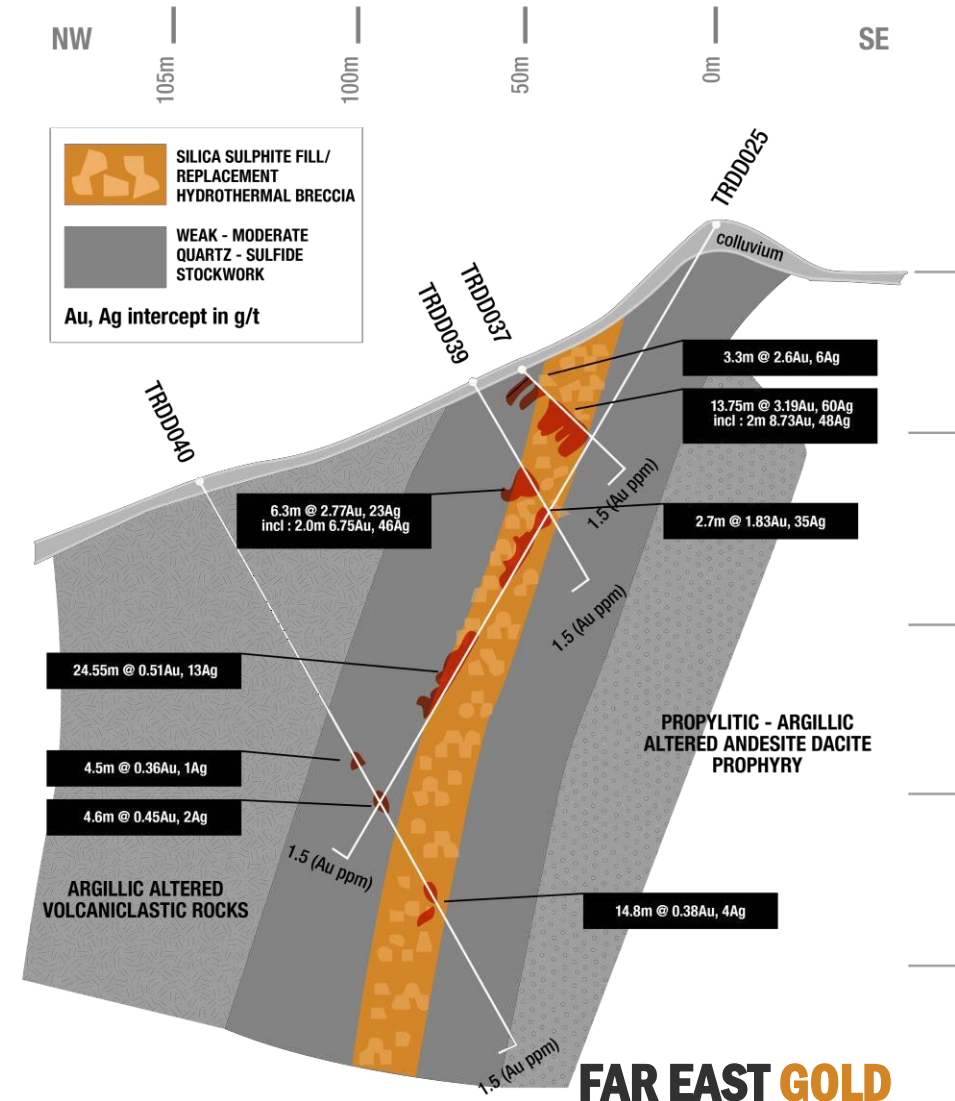 NW
SE
105m
100m
50m
0m
SILICA SULPHITE FILL/
REPLACEMENT
HYDROTHERMAL BRECCIA
WEAK - MODERATE
QUARTZ - SULFIDE
STOCKWORK
Au, Ag intercept in g/t
TRDD025
colluvium
TRDD037
TRDD039
TRDD040
3.3m @ 2.6Au, 6Ag
13.75m @ 3.19Au, 60Ag
incl : 2m 8.73Au, 48Ag
1.5 (Au ppm)
6.3m @ 2.77Au, 23Ag
incl : 2.0m 6.75Au, 46Ag
2.7m @ 1.83Au, 35Ag
1.5 (Au ppm)
24.55m @ 0.51Au, 13Ag
PROPYLITIC - ARGILLIC
ALTERED ANDESITE DACITE
PROPHYRY
4.5m @ 0.36Au, 1Ag
4.6m @ 0.45Au, 2Ag
1.5 (Au ppm)
ARGILLIC ALTERED
VOLCANICLASTIC ROCKS
14.8m @ 0.38Au, 4Ag
1.5 (Au ppm)
FAR EAST GOLD